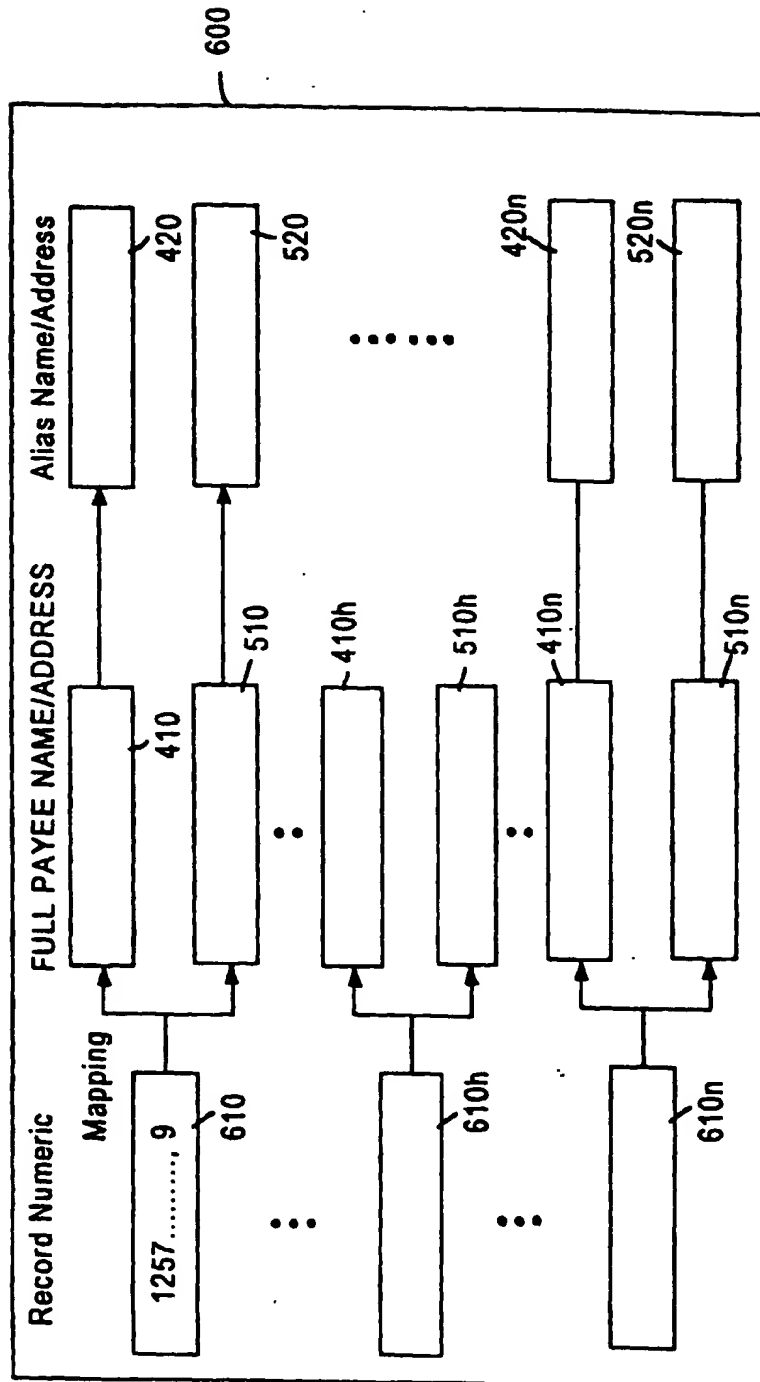 600
Record Numeric
FULL PAYEE NAME/ADDRESS
Alias Name/Address
Mapping
1257.........., 9
610
410
420
510
520
410h
610h
510h
410n
420n
610n
510n
520n